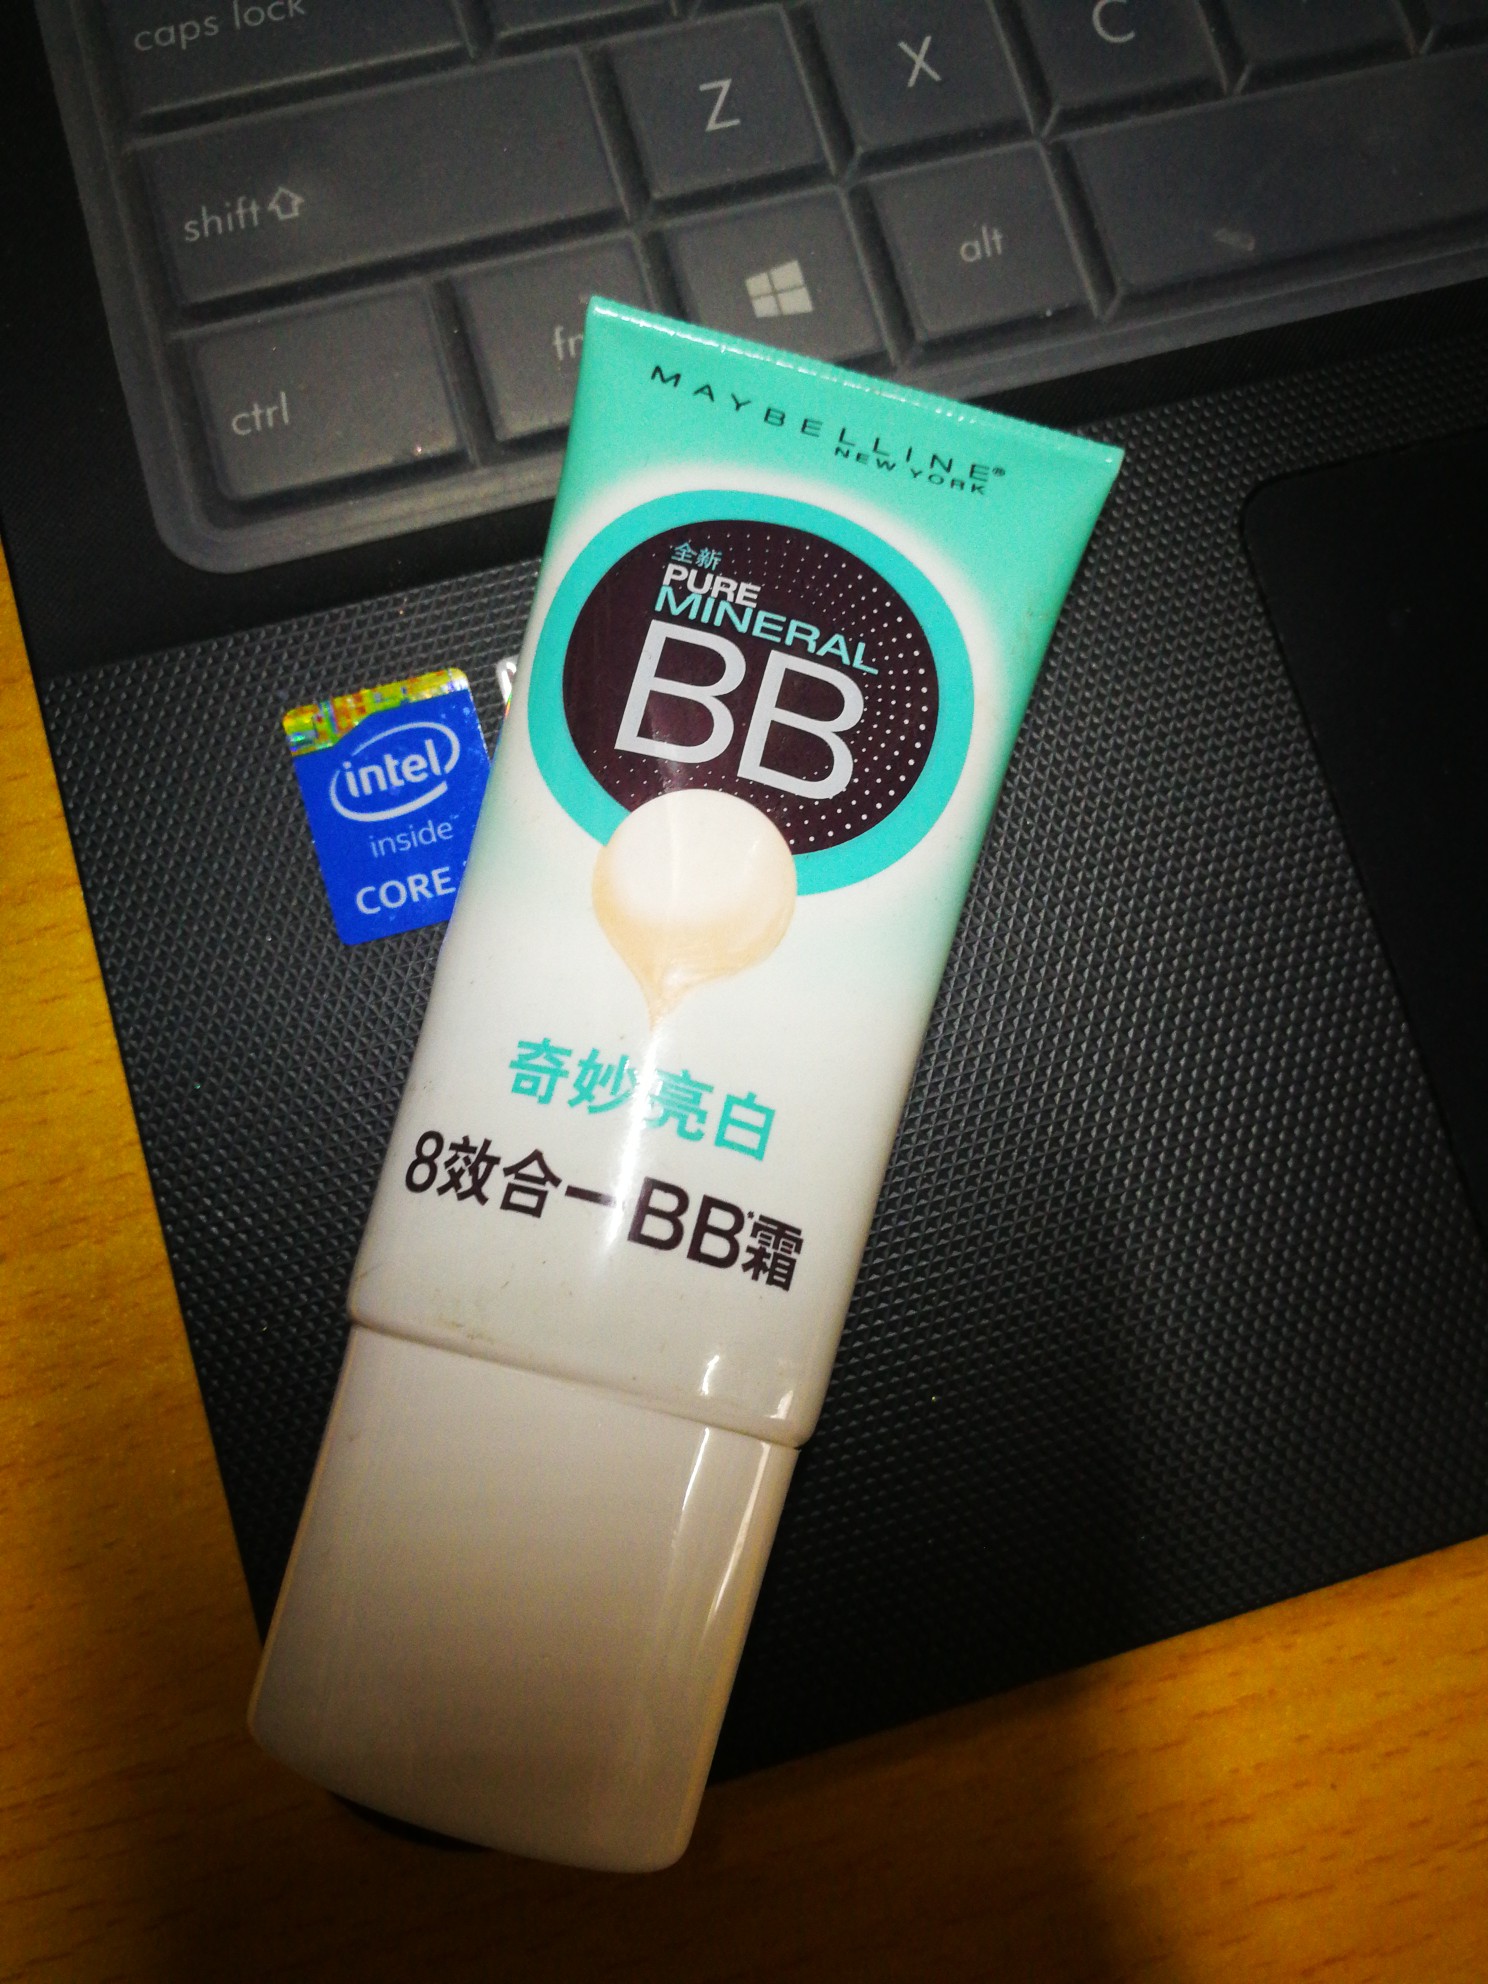 caps lock
Z
X
C
shift
alt
fn
ctrl
MAYBELLINE®
NEW YORK
全新
PURE
MINERAL
BB
intel
inside™
CORE
奇妙亮白
8效合一BB霜